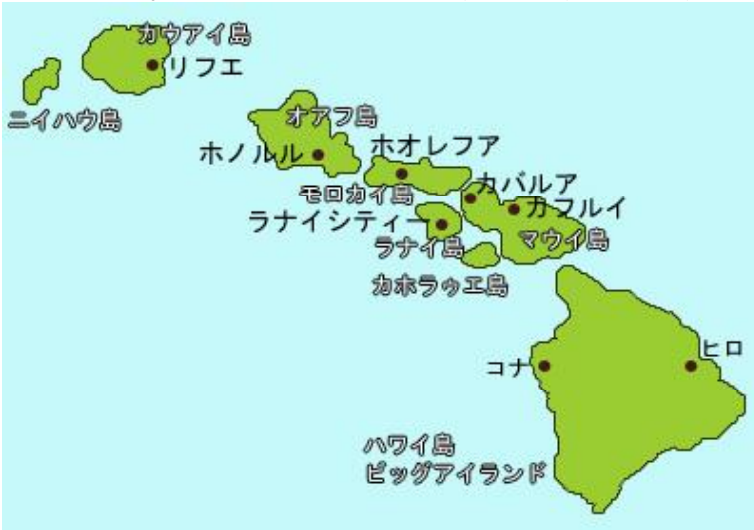 カウアイ島
リフエ
ニイハウ島
オアフ島
ホノルル
ホオレフア
モロカイ島
カパルア
カフルイ
ラナイシティー
マウイ島
ラナイ島
カホラゥエ島
ヒロ
コナ
ハワイ島
ビッグアイランド